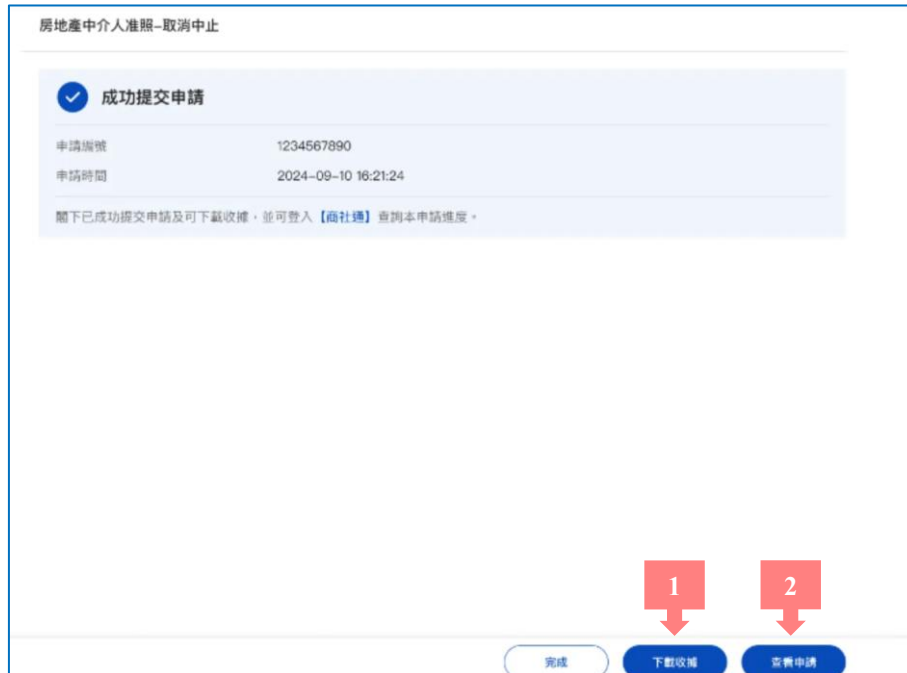 房地產中介人准照–取消中止
成功提交申請
申請編號 1234567890
申請時間 2024–09–10 16:21:24
閣下已成功提交申請及可下載收據，並可登入【商社通】查詢本申請進度。
1 2
完成 下載收據 查看申請